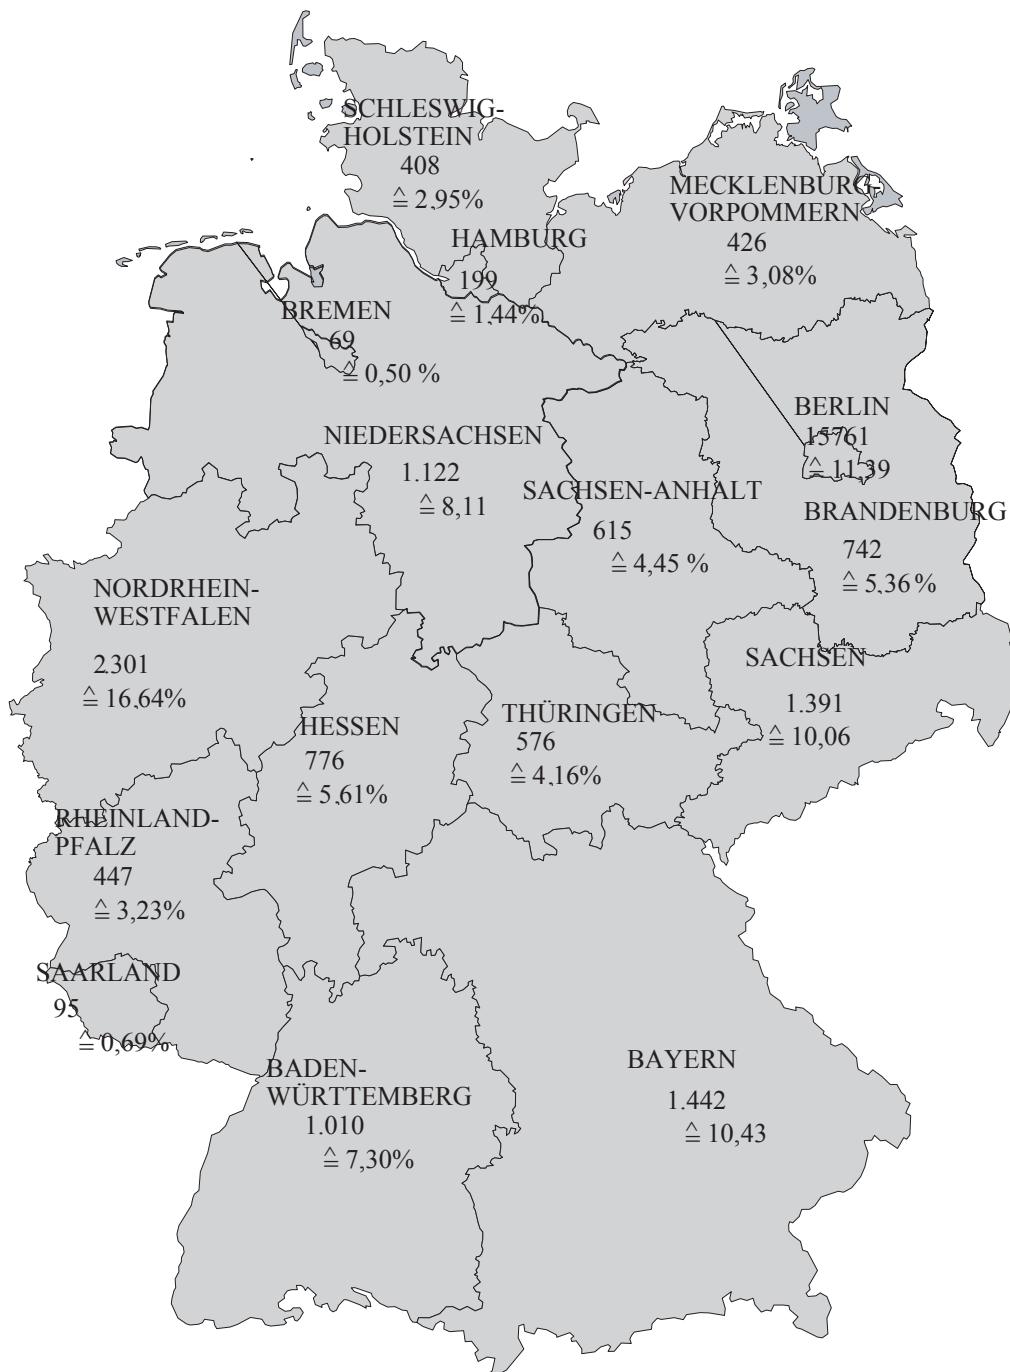 SCHLESWIG-
HOLSTEIN
408
≙ 2,95%
MECKLENBURG-
VORPOMMERN
426
≙ 3,08%
HAMBURG
199
≙ 1,44%
BREMEN
69
≙ 0,50 %
BERLIN
15761
≙ 11,39
NIEDERSACHSEN
1.122
≙ 8,11
SACHSEN-ANHALT
615
≙ 4,45 %
BRANDENBURG
742
≙ 5,36 %
NORDRHEIN-
WESTFALEN
2.301
≙ 16,64%
SACHSEN
1.391
≙ 10,06
HESSEN
776
≙ 5,61%
THÜRINGEN
576
≙ 4,16%
RHEINLAND-
PFALZ
447
≙ 3,23%
SAARLAND
95
≙ 0,69%
BADEN-
WÜRTTEMBERG
1.010
≙ 7,30%
BAYERN
1.442
≙ 10,43